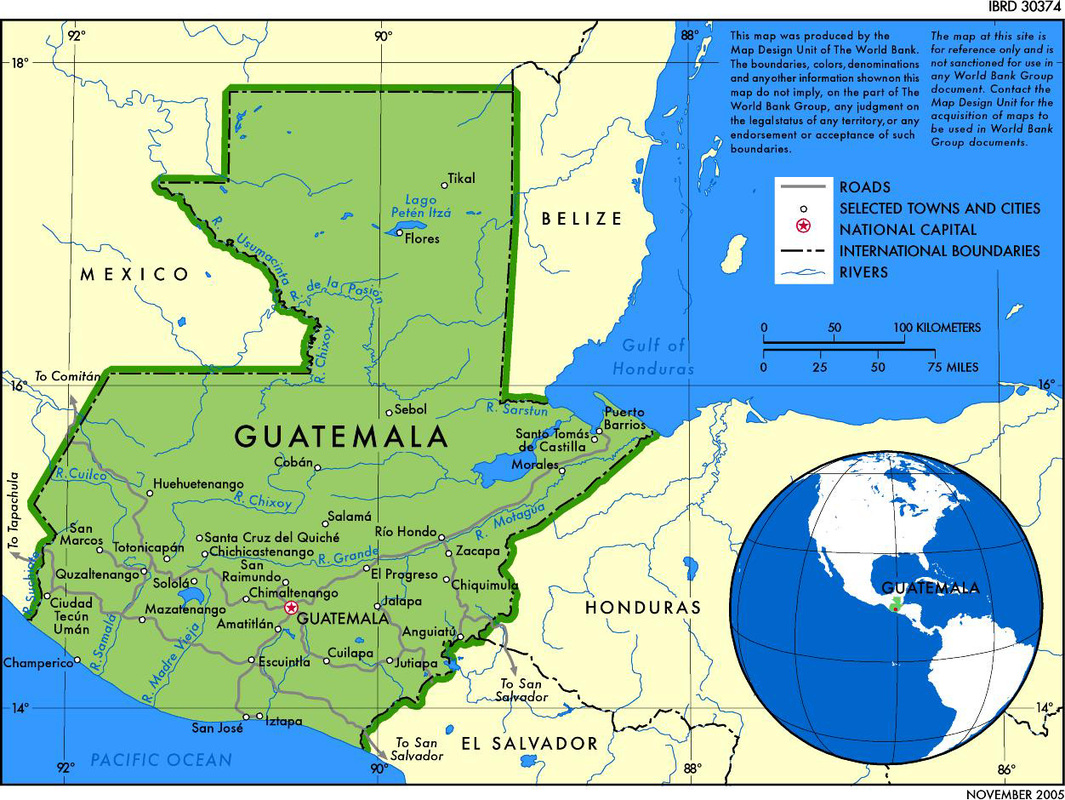 IBRD 30374
92°
90°
88°
18°
This map was produced by the
Map Design Unit of The World Bank.
The boundaries, colors, denominations
and any other information shown on this
map do not imply, on the part of The
World Bank Group, any judgment on
the legal status of any territory, or any
endorsement or acceptance of such
boundaries.
The map at this site is
for reference only and is
not sanctioned for use in
any World Bank Group
document. Contact the
Map Design Unit for the
acquisition of maps to
be used in World Bank
Group documents.
ROADS
SELECTED TOWNS AND CITIES
NATIONAL CAPITAL
INTERNATIONAL BOUNDARIES
RIVERS
0 50 100 KILOMETERS
0 25 50 75 MILES
Tikal
Lago
Petén Itzá
Flores
BELIZE
MEXICO
R. Usumacinta
R. de la Pasion
R. Chixoy
Gulf of
Honduras
To Comitán
16°
16°
Sebol
R. Sarstun
Puerto
Barrios
Santo Tomás
de Castilla
GUATEMALA
Morales
Cobán
R. Cuilco
Huehuetenango
R. Chixoy
To Tapachula
Salamá
R. Motagua
San
Marcos
Totonicapán
Santa Cruz del Quiché
Chichicastenango
Río Hondo
R. Grande
Zacapa
Quzaltenango
Sololá
San
Raimundo
El Progreso
Chiquimula
R. Suchiate
Chimaltenango
Jalapa
Ciudad
Tecún
Umán
Mazatenango
GUATEMALA
Amatitlán
Anguiatú
HONDURAS
GUATEMALA
R. Samalá
R. Madre Vieja
Champerico
Escuintla
Cuilapa
Jutiapa
To San
Salvador
14°
14°
San José
Iztapa
To San
Salvador
EL SALVADOR
PACIFIC OCEAN
92°
90°
88°
86°
NOVEMBER 2005